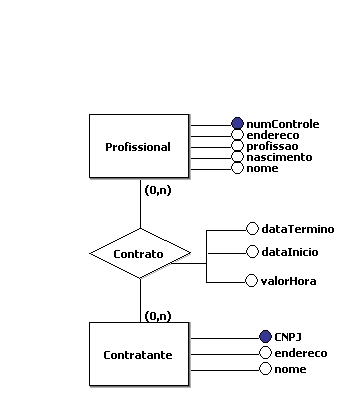 numControle
endereco
profissao
nascimento
nome
Profissional
(0,n)
dataTermino
dataInicio
valorHora
Contrato
(0,n)
CNPJ
endereco
nome
Contratante